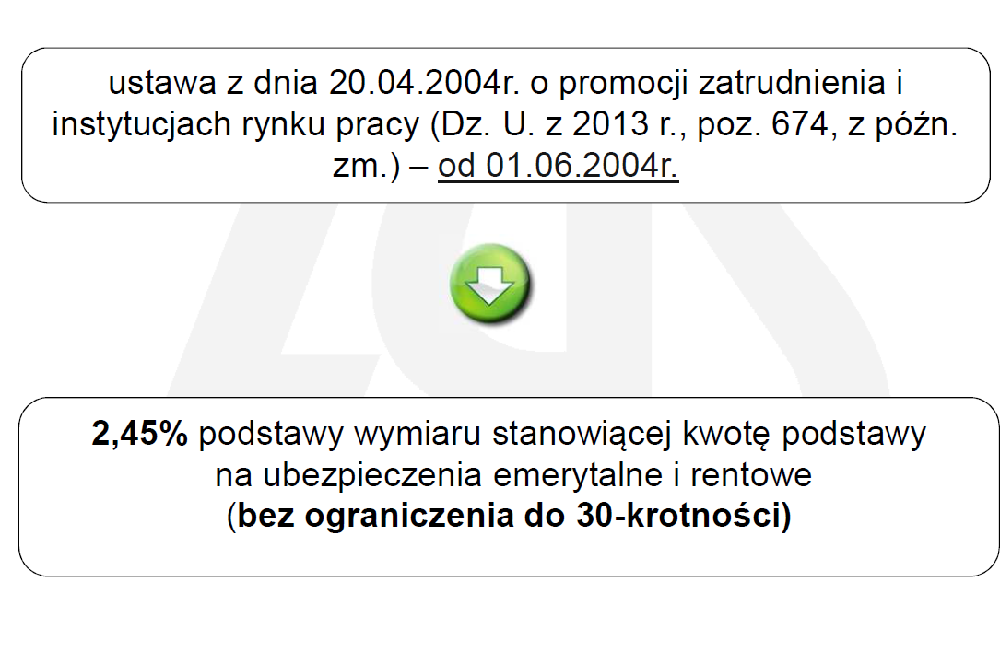 ustawa z dnia 20.04.2004r. o promocji zatrudnienia i
instytucjach rynku pracy (Dz. U. z 2013 r., poz. 674, z późn.
zm.) – od 01.06.2004r.
2,45% podstawy wymiaru stanowiącej kwotę podstawy
na ubezpieczenia emerytalne i rentowe
(bez ograniczenia do 30-krotności)